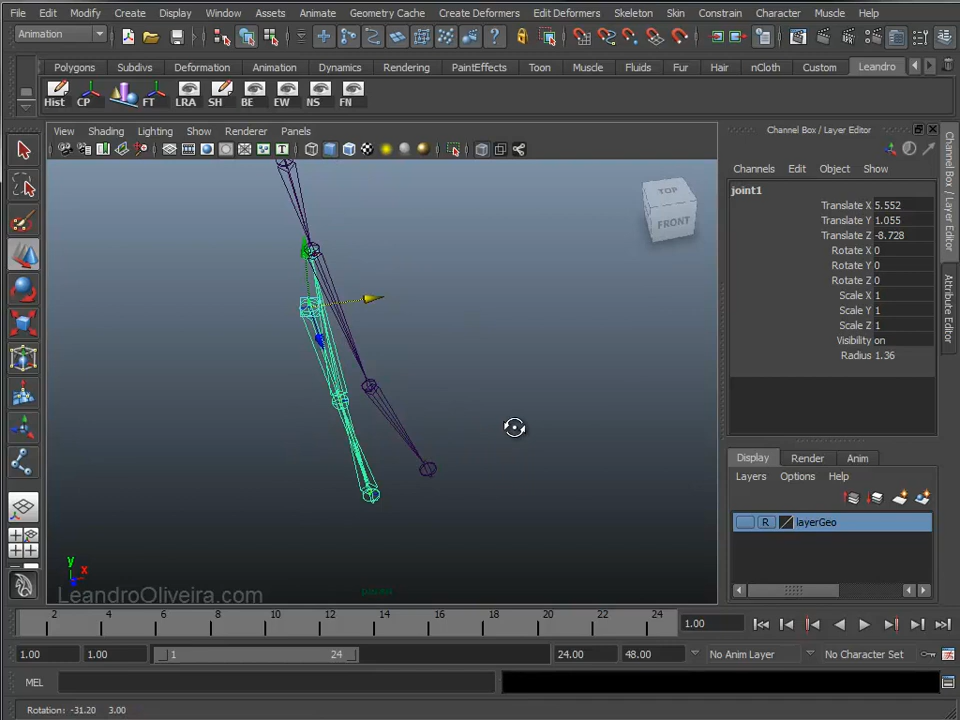 File Edit Modify Create Display Window Assets Animate Geometry Cache Create Deformers Edit Deformers Skeleton Skin Constrain Character Muscle Help
Animation
Polygons Subdivs Deformation Animation Dynamics Rendering PaintEffects Toon Muscle Fluids Fur Hair nCloth Custom Leandro
Hist CP FT LRA SH BE EW NS FN
View Shading Lighting Show Renderer Panels
Channel Box / Layer Editor
Channels Edit Object Show
joint1
Translate X 5.552
Translate Y 1.055
Translate Z -8.728
Rotate X 0
Rotate Y 0
Rotate Z 0
Scale X 1
Scale Y 1
Scale Z 1
Visibility on
Radius 1.36
TOP
FRONT
Channel Box / Layer Editor
Attribute Editor
Display Render Anim
Layers Options Help
R layerGeo
y
x
z
LeandroOliveira.com
2 4 6 8 10 12 14 16 18 20 22 24
1.00
1.00 1.00 1 24 24.00 48.00 No Anim Layer No Character Set
MEL
Rotation: -31.20 3.00